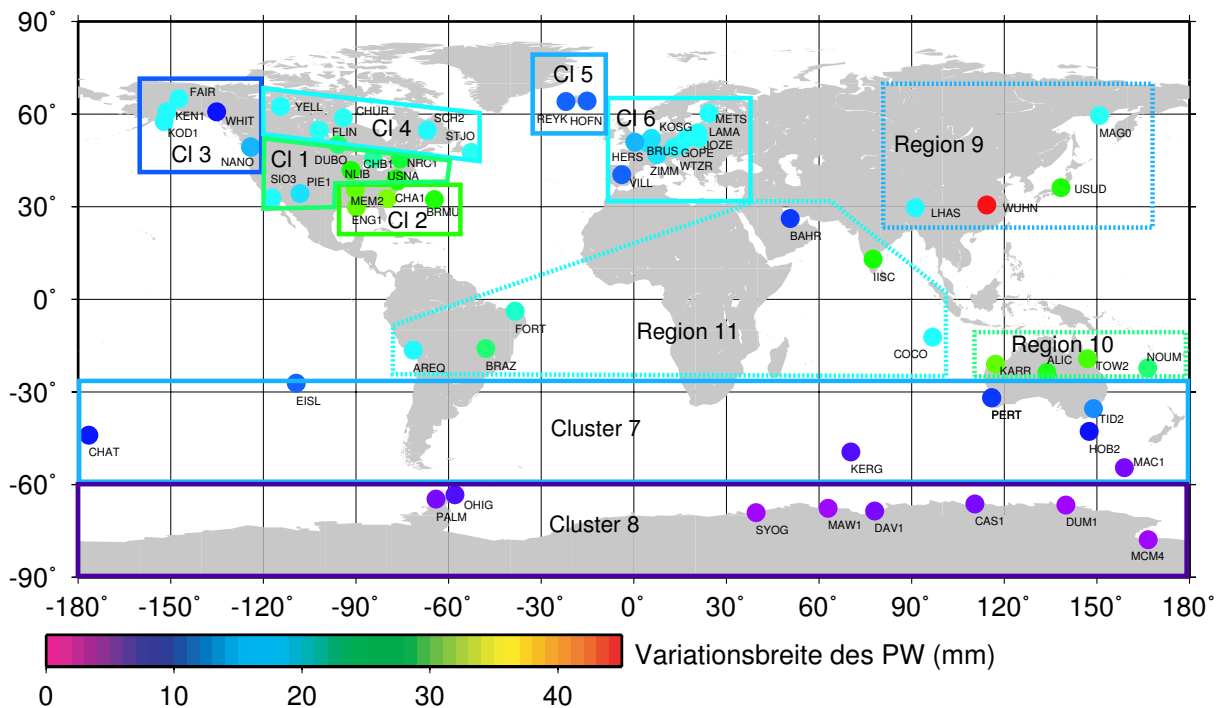 90˚
60˚
30˚
0˚
-30˚
-60˚
-90˚
Cl 5
REYK HOFN
FAIR
KEN1
KOD1
WHIT
NANO
Cl 3
YELL
CHUR
SCH2
FLIN
Cl 4
STJO
DUBO
Cl 1
CHB1
NRC1
NLIB
USNA
SIO3
PIE1
MEM2
CHA1
ENG1
Cl 2
BRMU
Cl 6
METS
KOSG
LAMA
JOZE
HERS
BRUS
GOPE
WTZR
ZIMM
VILL
Region 9
MAG0
USUD
LHAS
WUHN
BAHR
IISC
FORT
Region 11
COCO
AREQ
BRAZ
Region 10
ALIC
KARR
TOW2
NOUM
EISL
PERT
TID2
HOB2
CHAT
Cluster 7
KERG
MAC1
OHIG
PALM
Cluster 8
SYOG
MAW1
DAV1
CAS1
DUM1
MCM4
-180˚ -150˚ -120˚ -90˚ -60˚ -30˚ 0˚ 30˚ 60˚ 90˚ 120˚ 150˚ 180˚
Variationsbreite des PW (mm)
0 10 20 30 40